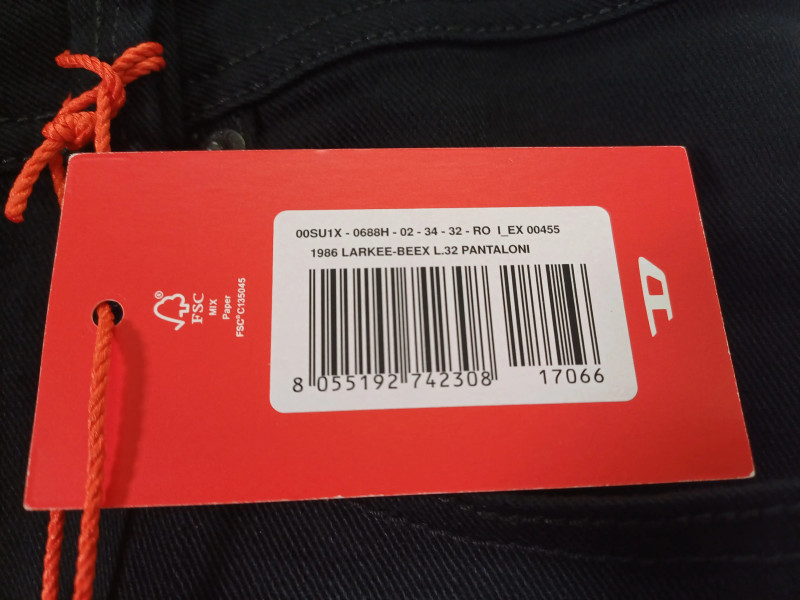 00SU1X - 0688H - 02 - 34 - 32 - RO I_EX 00455
1986 LARKEE-BEEX L.32 PANTALONI
8 055192 742308 17066
®
FSC
MIX
Paper
FSC® C135045
D